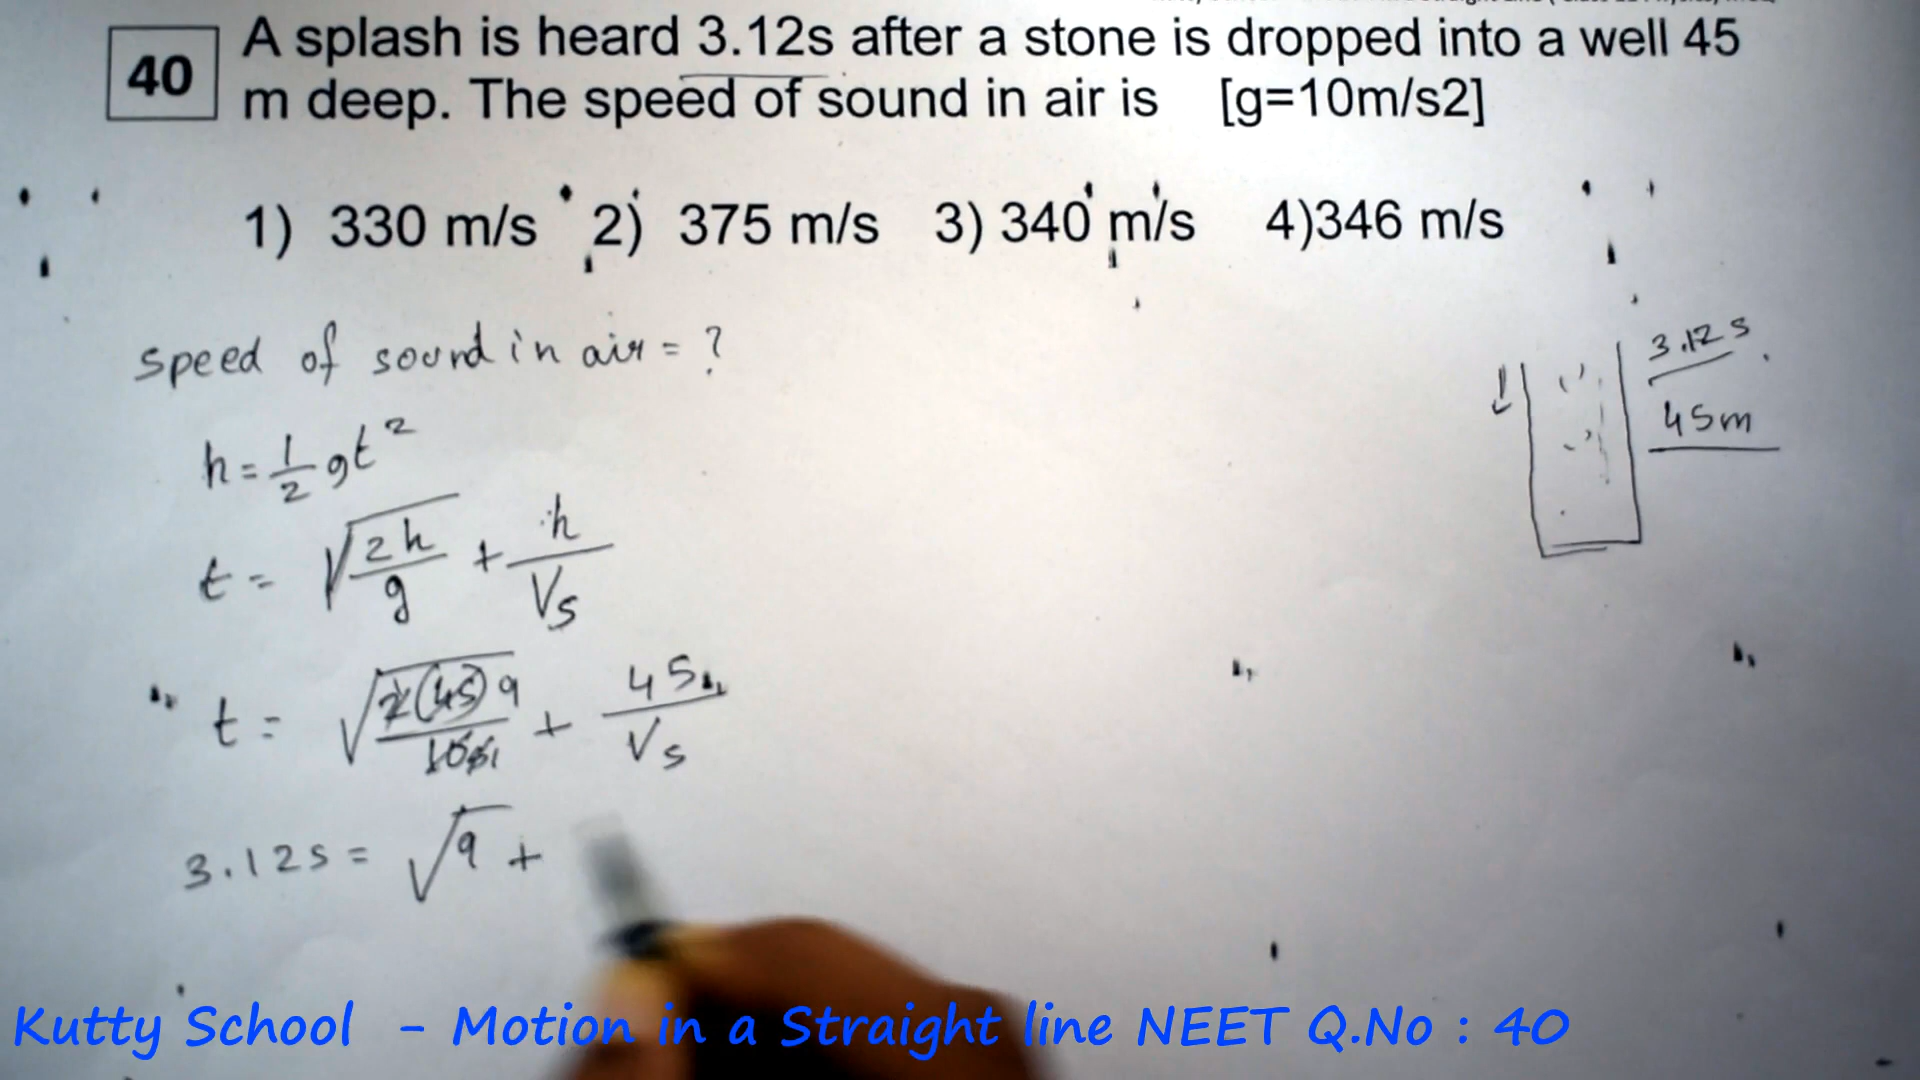 40
A splash is heard 3.12s after a stone is dropped into a well 45
m deep. The speed of sound in air is [g=10m/s2]
1) 330 m/s 2) 375 m/s 3) 340 m/s 4)346 m/s
speed of sound in air = ?
3.12 s
45m
h = 1/2 gt²
t = √(2h/g) + h/Vs
t = √(2(45)9/10 1) + 45/Vs
3.12s = √9 +
Kutty School - Motion in a Straight line NEET Q.No : 40